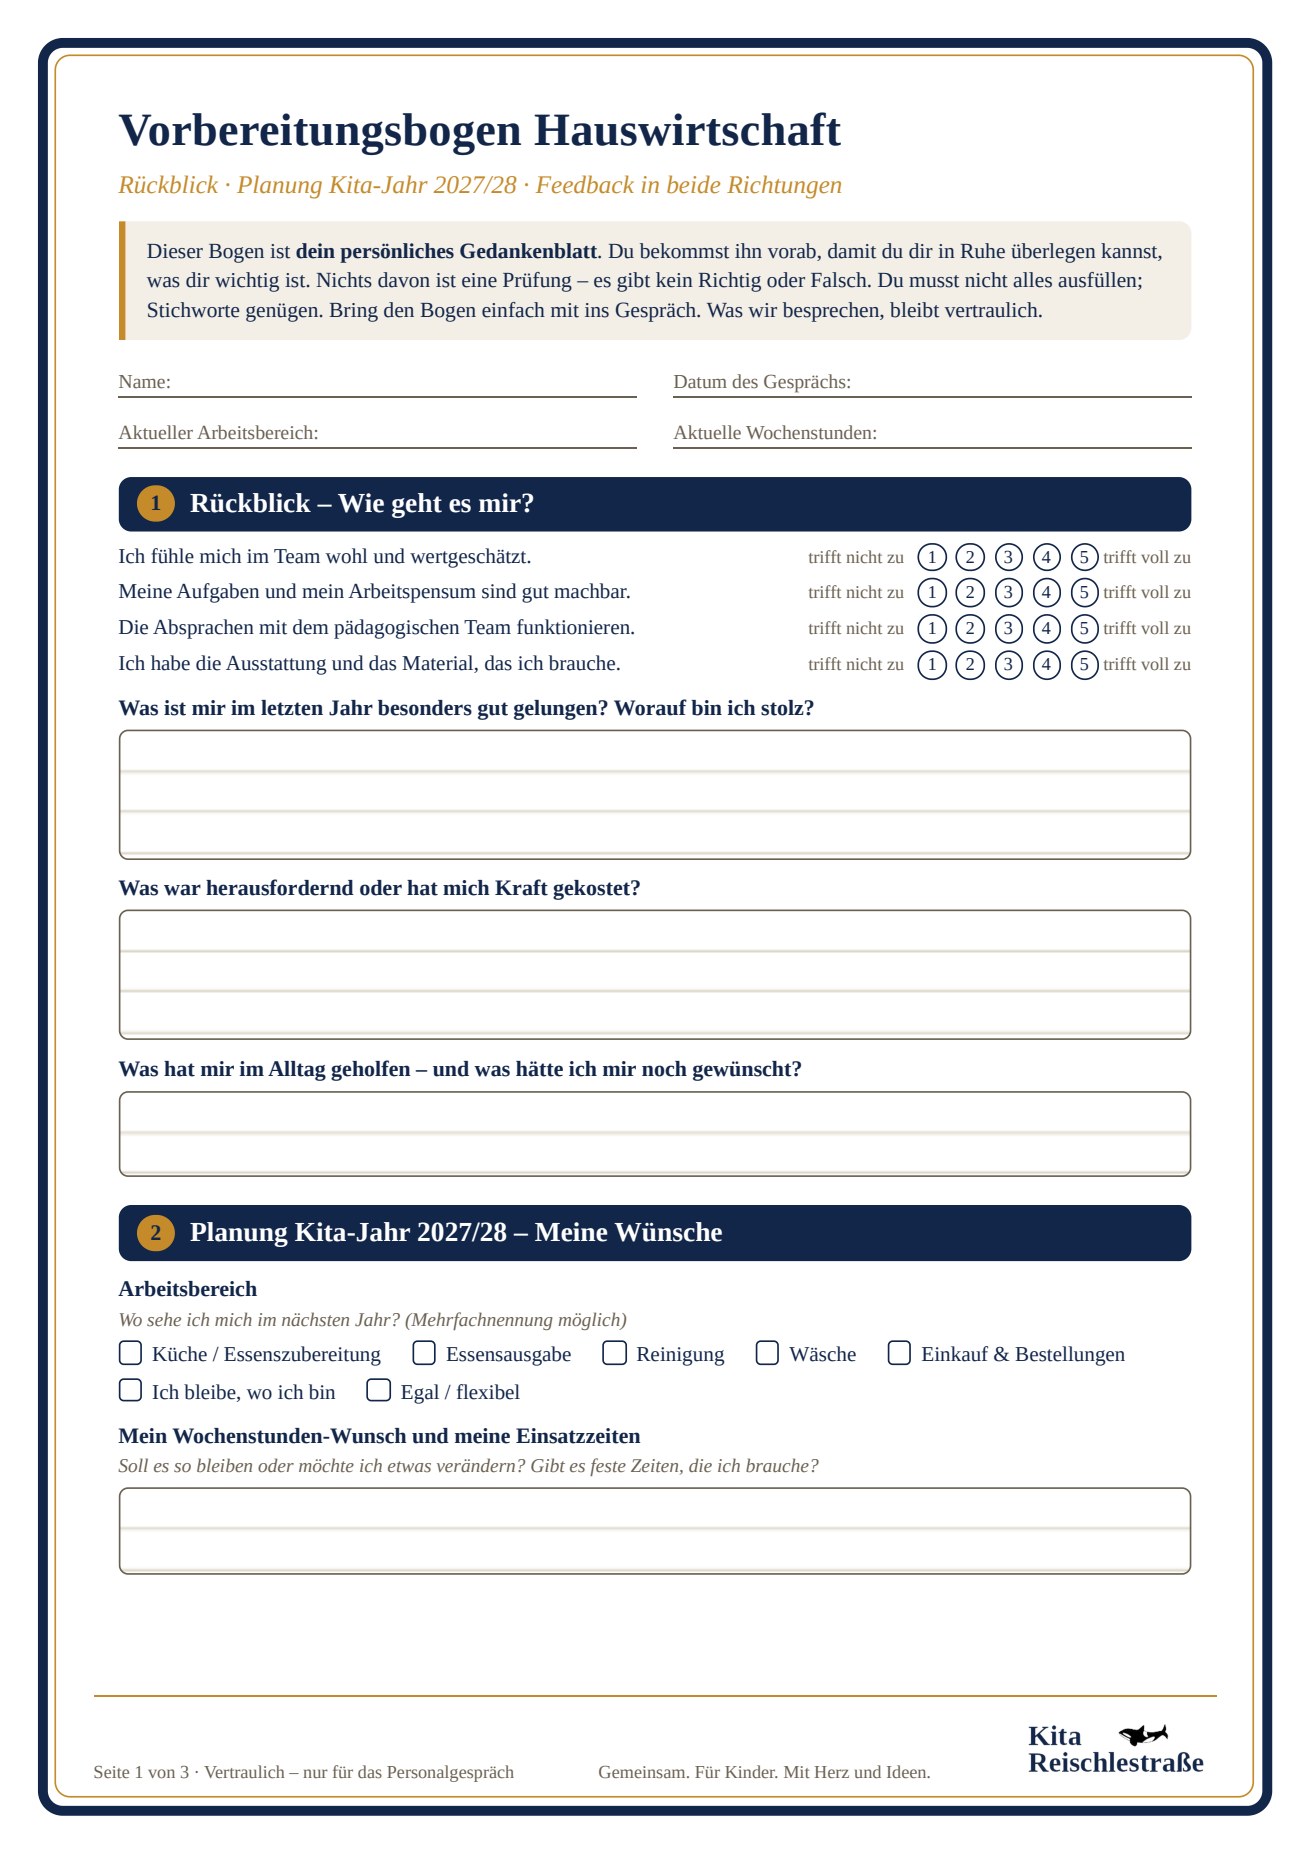 Vorbereitungsbogen Hauswirtschaft
Rückblick · Planung Kita-Jahr 2027/28 · Feedback in beide Richtungen
Dieser Bogen ist dein persönliches Gedankenblatt. Du bekommst ihn vorab, damit du dir in Ruhe überlegen kannst,
was dir wichtig ist. Nichts davon ist eine Prüfung – es gibt kein Richtig oder Falsch. Du musst nicht alles ausfüllen;
Stichworte genügen. Bring den Bogen einfach mit ins Gespräch. Was wir besprechen, bleibt vertraulich.
Name: Datum des Gesprächs:
Aktueller Arbeitsbereich: Aktuelle Wochenstunden:
1 Rückblick – Wie geht es mir?
Ich fühle mich im Team wohl und wertgeschätzt. trifft nicht zu 1 2 3 4 5 trifft voll zu
Meine Aufgaben und mein Arbeitspensum sind gut machbar. trifft nicht zu 1 2 3 4 5 trifft voll zu
Die Absprachen mit dem pädagogischen Team funktionieren. trifft nicht zu 1 2 3 4 5 trifft voll zu
Ich habe die Ausstattung und das Material, das ich brauche. trifft nicht zu 1 2 3 4 5 trifft voll zu
Was ist mir im letzten Jahr besonders gut gelungen? Worauf bin ich stolz?
Was war herausfordernd oder hat mich Kraft gekostet?
Was hat mir im Alltag geholfen – und was hätte ich mir noch gewünscht?
2 Planung Kita-Jahr 2027/28 – Meine Wünsche
Arbeitsbereich
Wo sehe ich mich im nächsten Jahr? (Mehrfachnennung möglich)
Küche / Essenszubereitung Essensausgabe Reinigung Wäsche Einkauf & Bestellungen
Ich bleibe, wo ich bin Egal / flexibel
Mein Wochenstunden-Wunsch und meine Einsatzzeiten
Soll es so bleiben oder möchte ich etwas verändern? Gibt es feste Zeiten, die ich brauche?
Kita
Reischlestraße
Seite 1 von 3 · Vertraulich – nur für das Personalgespräch Gemeinsam. Für Kinder. Mit Herz und Ideen.